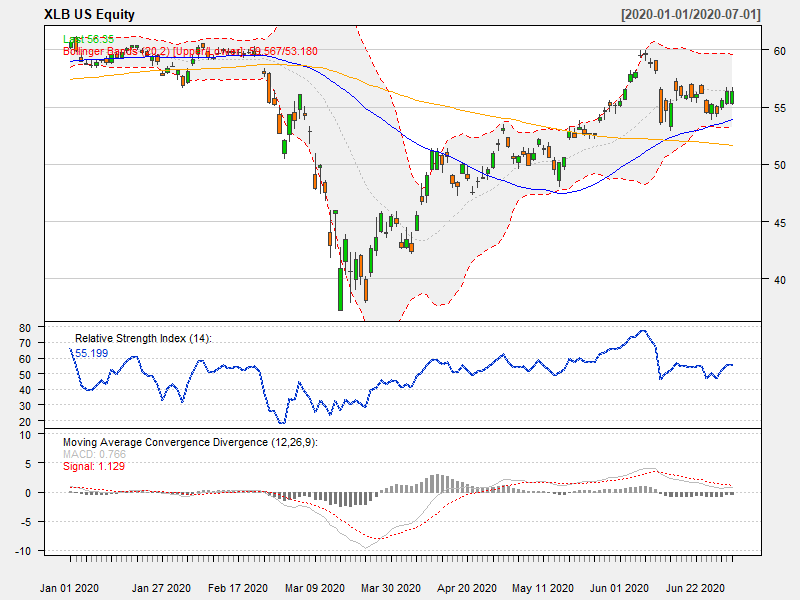 XLB US Equity
[2020-01-01/2020-07-01]
Last 56.35
Bollinger Bands (20,2) [Upper/Lower]: 59.567/53.180
60
55
50
45
40
Relative Strength Index (14):
55.199
80
70
60
50
40
30
20
Moving Average Convergence Divergence (12,26,9):
MACD: 0.766
Signal: 1.129
10
5
0
-5
-10
Jan 01 2020
Jan 27 2020
Feb 17 2020
Mar 09 2020
Mar 30 2020
Apr 20 2020
May 11 2020
Jun 01 2020
Jun 22 2020